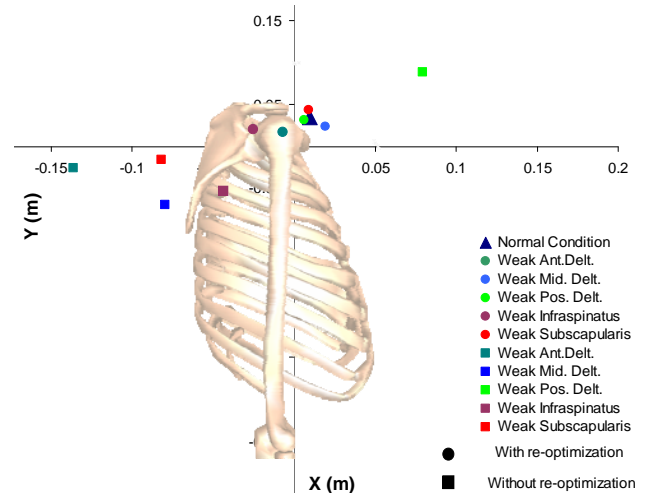 0.15
0.05
-0.15
-0.1
0.05
0.1
0.15
0.2
Y (m)
Normal Condition
Weak Ant.Delt.
Weak Mid. Delt.
Weak Pos. Delt.
Weak Infraspinatus
Weak Subscapularis
Weak Ant.Delt.
Weak Mid. Delt.
Weak Pos. Delt.
Weak Infraspinatus
Weak Subscapularis
With re-optimization
X (m)
Without re-optimization